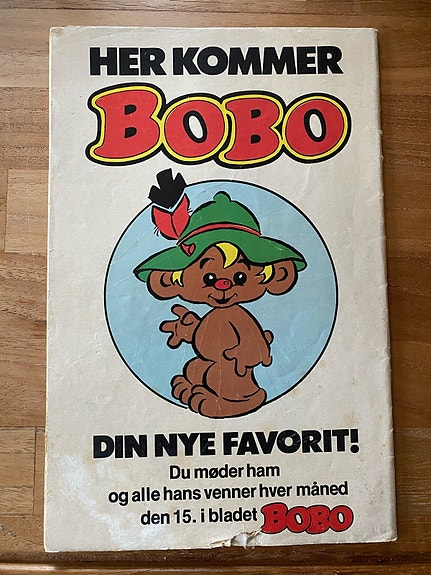 HER KOMMER
BOBO
DIN NYE FAVORIT!
Du møder ham
og alle hans venner hver måned
den 15. i bladet BOBO